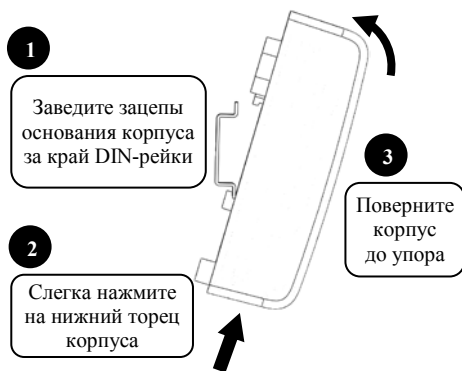 1
Заведите зацепы
основания корпуса
за край DIN-рейки
2
Слегка нажмите
на нижний торец
корпуса
3
Поверните
корпус
до упора